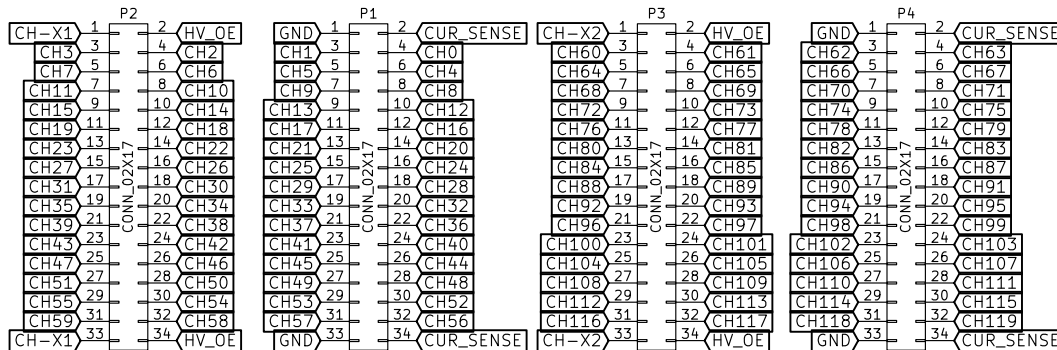 P2
CH-X1 1 2 HV_OE
CH3 3 4 CH2
CH7 5 6 CH6
CH11 7 8 CH10
CH15 9 10 CH14
CH19 11 12 CH18
CH23 13 14 CH22
CH27 15 16 CH26
CH31 17 18 CH30
CH35 19 20 CH34
CH39 21 22 CH38
CH43 23 24 CH42
CH47 25 26 CH46
CH51 27 28 CH50
CH55 29 30 CH54
CH59 31 32 CH58
CH-X1 33 34 HV_OE
CONN_02X17
P1
GND 1 2 CUR_SENSE
CH1 3 4 CH0
CH5 5 6 CH4
CH9 7 8 CH8
CH13 9 10 CH12
CH17 11 12 CH16
CH21 13 14 CH20
CH25 15 16 CH24
CH29 17 18 CH28
CH33 19 20 CH32
CH37 21 22 CH36
CH41 23 24 CH40
CH45 25 26 CH44
CH49 27 28 CH48
CH53 29 30 CH52
CH57 31 32 CH56
GND 33 34 CUR_SENSE
CONN_02X17
P3
CH-X2 1 2 HV_OE
CH60 3 4 CH61
CH64 5 6 CH65
CH68 7 8 CH69
CH72 9 10 CH73
CH76 11 12 CH77
CH80 13 14 CH81
CH84 15 16 CH85
CH88 17 18 CH89
CH92 19 20 CH93
CH96 21 22 CH97
CH100 23 24 CH101
CH104 25 26 CH105
CH108 27 28 CH109
CH112 29 30 CH113
CH116 31 32 CH117
CH-X2 33 34 HV_OE
CONN_02X17
P4
GND 1 2 CUR_SENSE
CH62 3 4 CH63
CH66 5 6 CH67
CH70 7 8 CH71
CH74 9 10 CH75
CH78 11 12 CH79
CH82 13 14 CH83
CH86 15 16 CH87
CH90 17 18 CH91
CH94 19 20 CH95
CH98 21 22 CH99
CH102 23 24 CH103
CH106 25 26 CH107
CH110 27 28 CH111
CH114 29 30 CH115
CH118 31 32 CH119
GND 33 34 CUR_SENSE
CONN_02X17